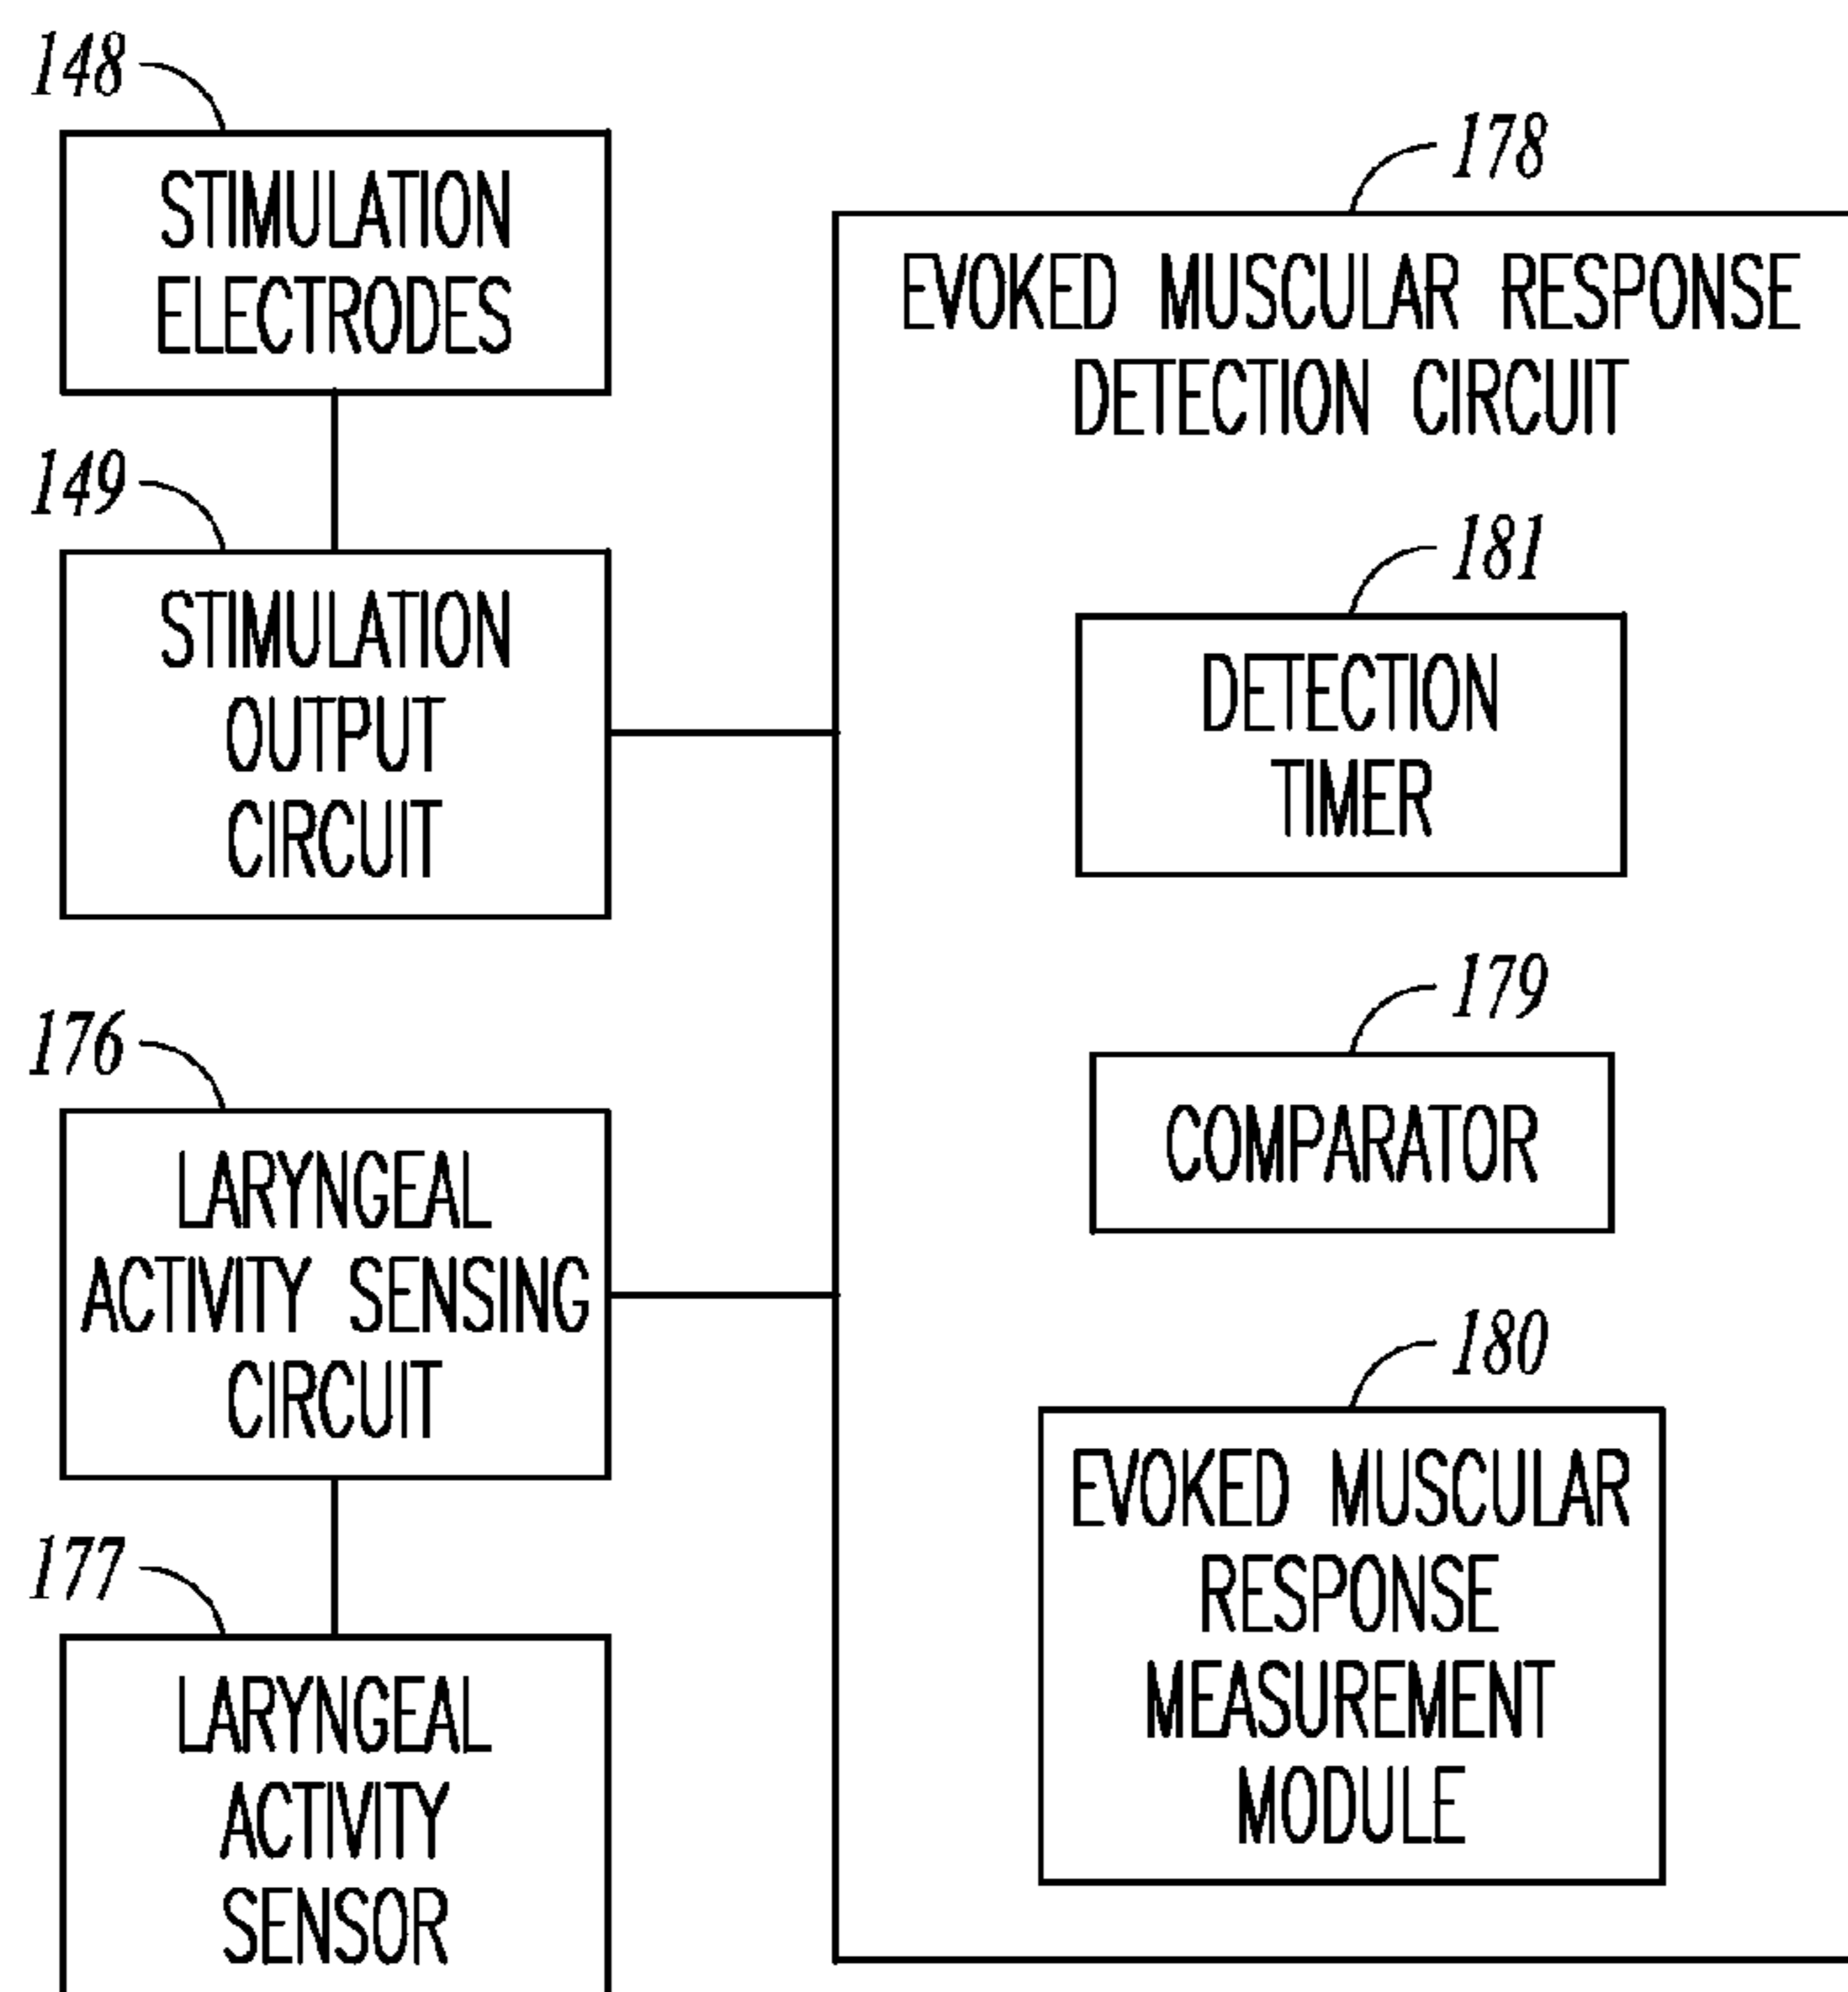 148
STIMULATION
ELECTRODES
149
STIMULATION
OUTPUT
CIRCUIT
176
LARYNGEAL
ACTIVITY SENSING
CIRCUIT
177
LARYNGEAL
ACTIVITY
SENSOR
178
EVOKED MUSCULAR RESPONSE
DETECTION CIRCUIT
181
DETECTION
TIMER
179
COMPARATOR
180
EVOKED MUSCULAR
RESPONSE
MEASUREMENT
MODULE